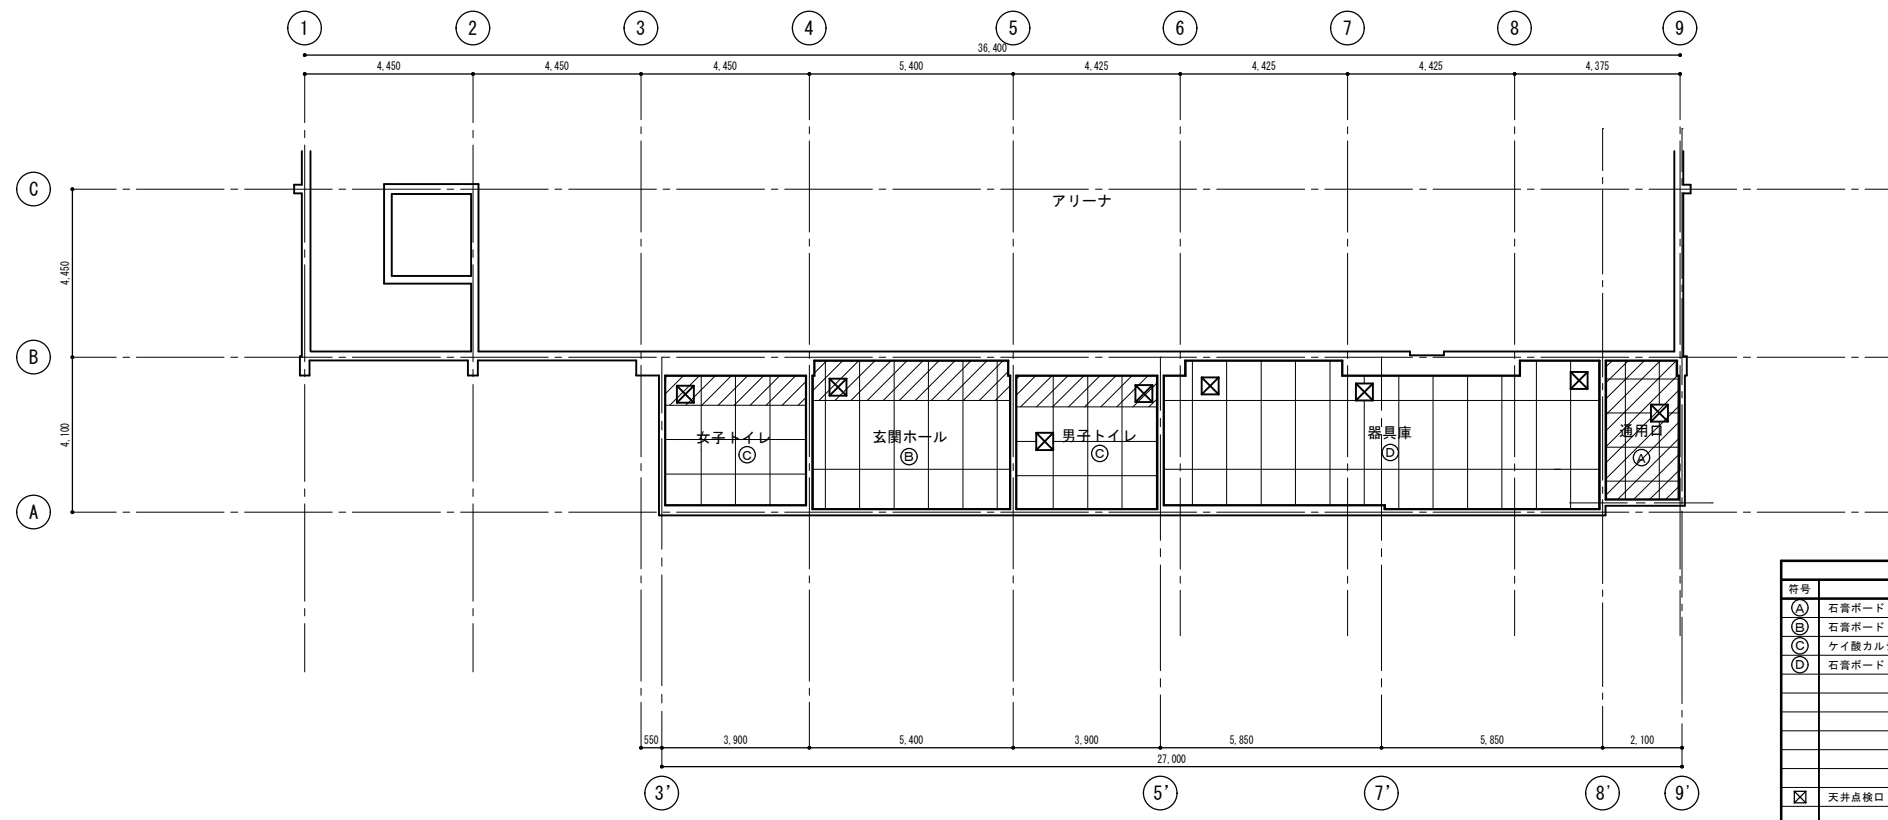 1 2 3 4 5 6 7 8 9
36,400
4,450 4,450 4,450 5,400 4,425 4,425 4,425 4,375
C
アリーナ
4,450
B
4,100
女子トイレ 玄関ホール 男子トイレ 器具庫 通用口
C B C D A
A
符号
A 石膏ボード
B 石膏ボード
C ケイ酸カル
D 石膏ボード
550 3,900 5,400 3,900 5,850 5,850 2,100
27,000
3' 5' 7' 8' 9'
天井点検口